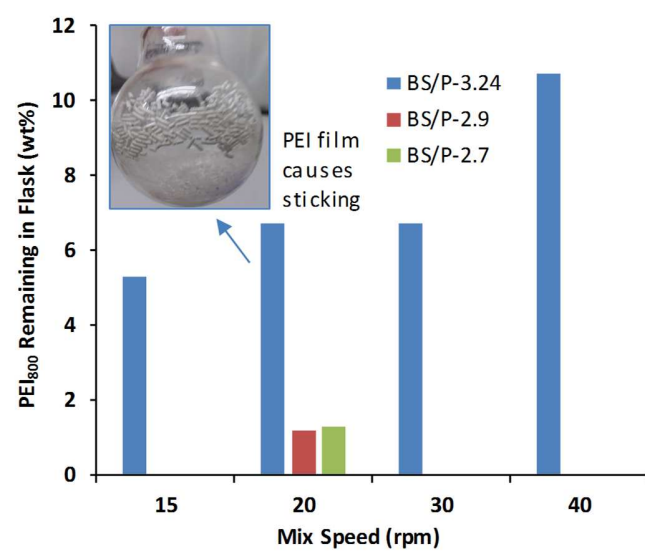 12
10
8
6
4
2
0
PEI₈₀₀ Remaining in Flask (wt%)
BS/P-3.24
BS/P-2.9
BS/P-2.7
PEI film
causes
sticking
15
20
30
40
Mix Speed (rpm)